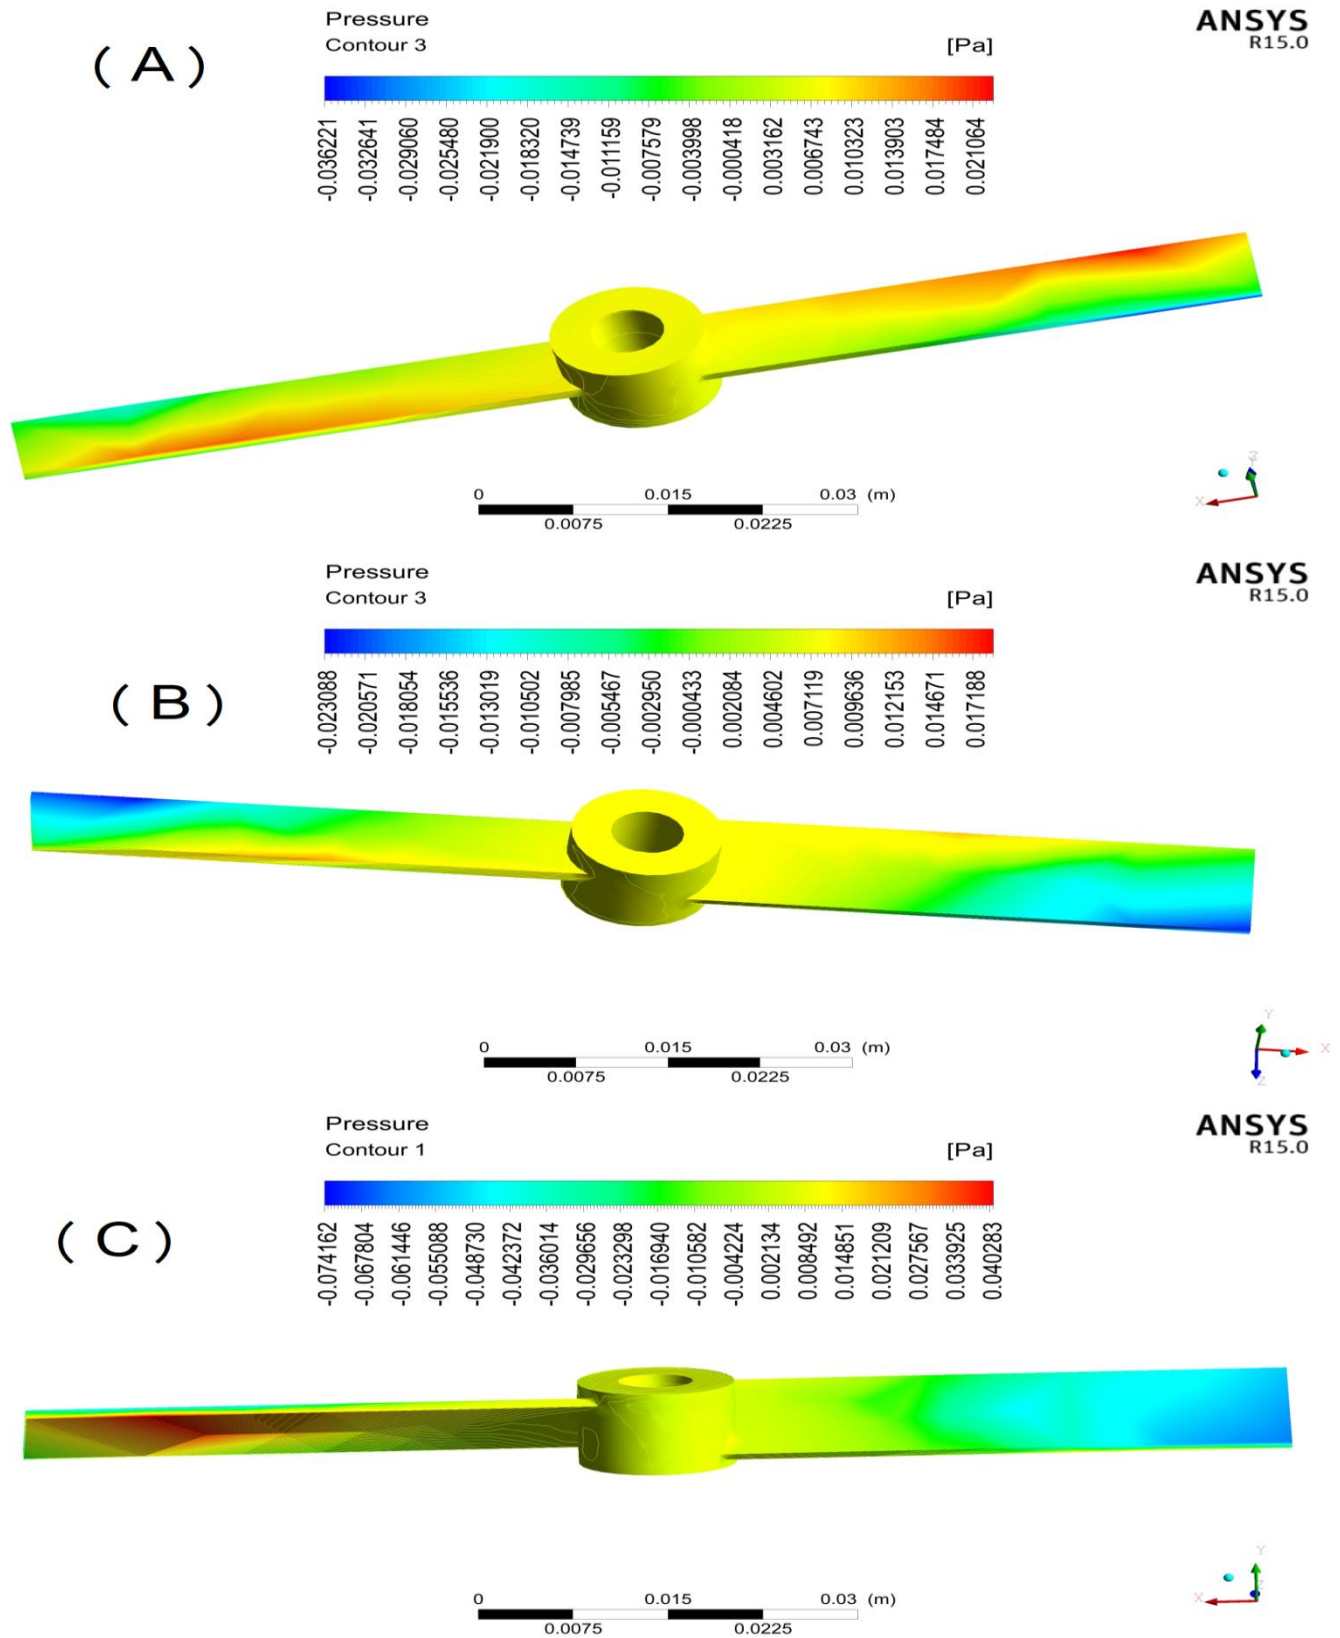 Pressure
Contour 3
[Pa]
ANSYS
R15.0
( A )
-0.036221
-0.032641
-0.029060
-0.025480
-0.021900
-0.018320
-0.014739
-0.011159
-0.007579
-0.003998
-0.000418
0.003162
0.006743
0.010323
0.013903
0.017484
0.021064
Z
Y
X
0 0.015 0.03 (m)
0.0075 0.0225
Pressure
Contour 3
[Pa]
ANSYS
R15.0
( B )
-0.023088
-0.020571
-0.018054
-0.015536
-0.013019
-0.010502
-0.007985
-0.005467
-0.002950
-0.000433
0.002084
0.004602
0.007119
0.009636
0.012153
0.014671
0.017188
Y
X
Z
0 0.015 0.03 (m)
0.0075 0.0225
Pressure
Contour 1
[Pa]
ANSYS
R15.0
( C )
-0.074162
-0.067804
-0.061446
-0.055088
-0.048730
-0.042372
-0.036014
-0.029656
-0.023298
-0.016940
-0.010582
-0.004224
0.002134
0.008492
0.014851
0.021209
0.027567
0.033925
0.040283
Y
Z
X
0 0.015 0.03 (m)
0.0075 0.0225